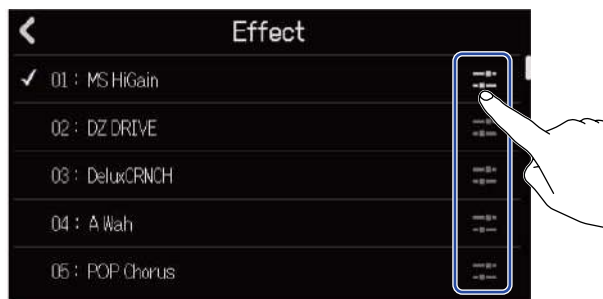 Effect
01 : MS HiGain
02 : DZ DRIVE
03 : DeluxCRNCH
04 : A Wah
05 : POP Chorus